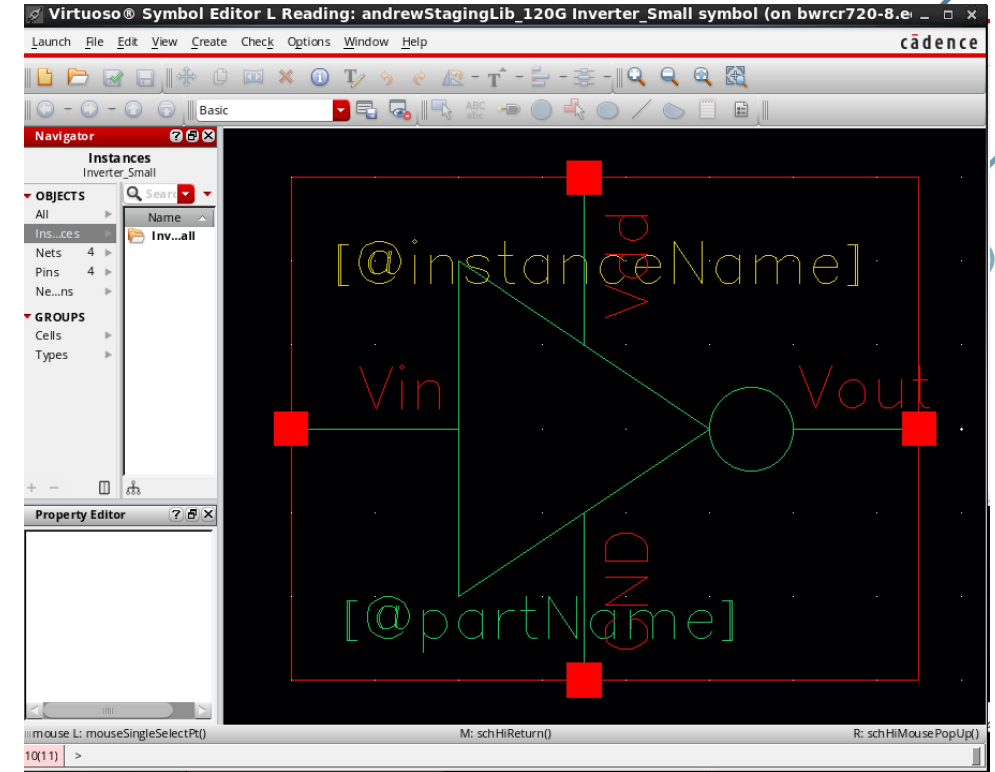 Virtuoso® Symbol Editor L Reading: andrewStagingLib_120G Inverter_Small symbol (on bwrcr720-8.e
Launch File Edit View Create Check Options Window Help
cādence
Basic
ABC
abc
Navigator
Instances
Inverter_Small
OBJECTS
All
Ins...ces
Nets 4
Pins 4
Ne...ns
GROUPS
Cells
Types
Name
Inv...all
Property Editor
[@instanceName]
Vdd
Vin
Vout
GND
[@partName]
mouse L: mouseSingleSelectPt()
M: schHiReturn()
R: schHiMousePopUp()
10(11) >